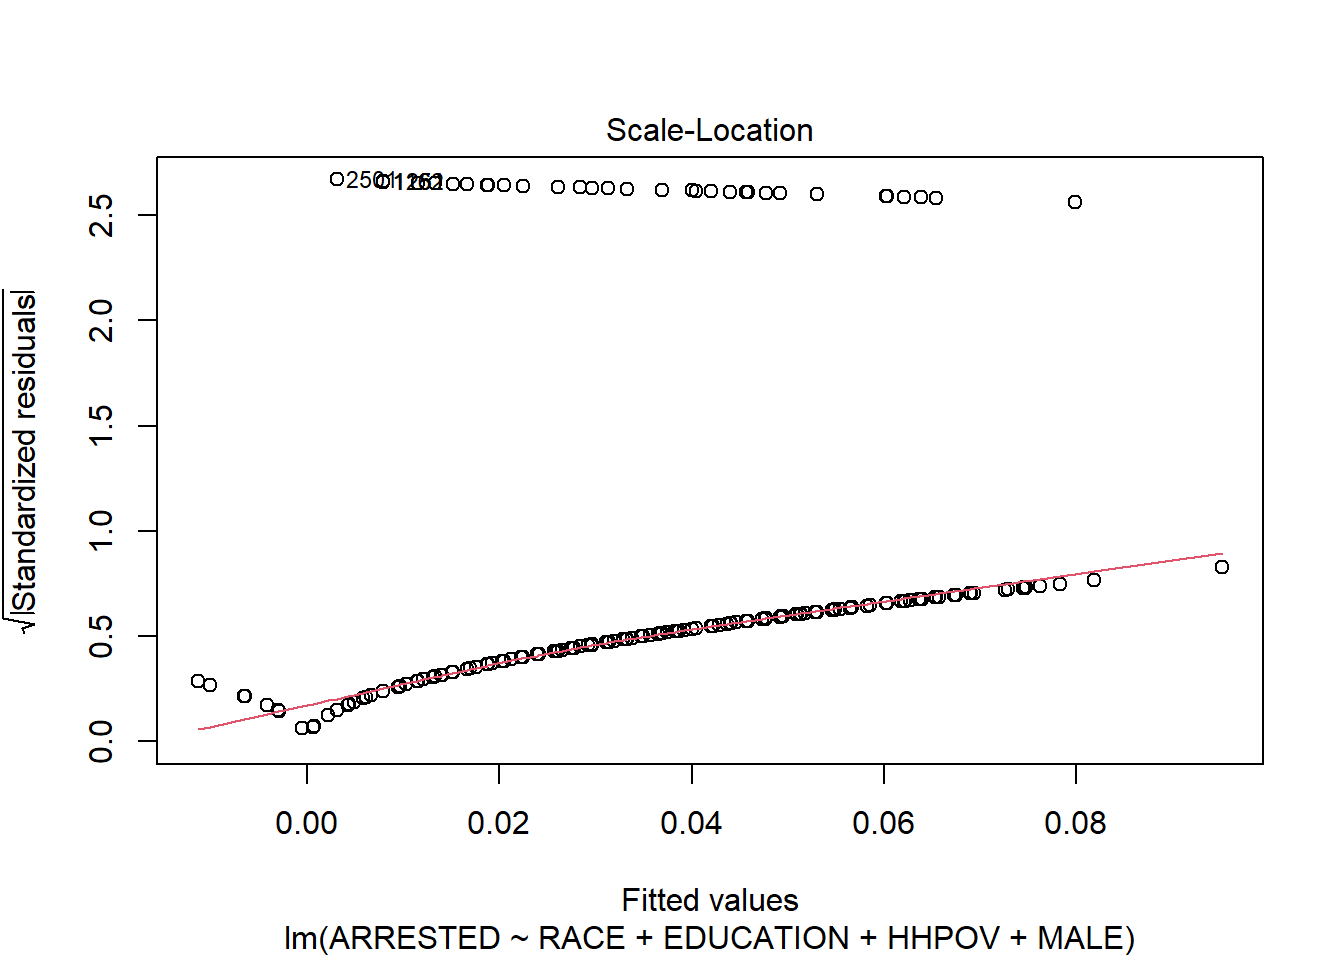 Scale-Location
2501
2.5
2.0
1.5
1.0
0.5
0.0
√|Standardized residuals|
0.00 0.02 0.04 0.06 0.08
Fitted values
lm(ARRESTED ~ RACE + EDUCATION + HHPOV + MALE)